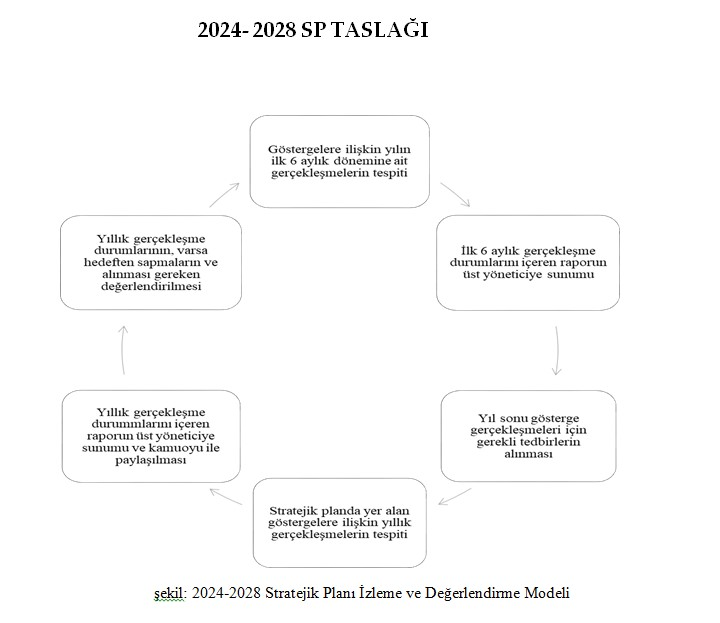 2024- 2028 SP TASLAĞI
Göstergelere ilişkin yılın
ilk 6 aylık dönemine ait
gerçekleşmelerin tespiti
İlk 6 aylık gerçekleşme
durumlarını içeren raporun
üst yöneticiye sunumu
Yıl sonu gösterge
gerçekleşmeleri için
gerekli tedbirlerin
alınması
Stratejik planda yer alan
göstergelere ilişkin yıllık
gerçekleşmelerin tespiti
Yıllık gerçekleşme
durummlarını içeren
raporun üst yöneticiye
sunumu ve kamuoyu ile
paylaşılması
Yıllık gerçekleşme
durumlarının, varsa
hedeften sapmaların ve
alınması gereken
değerlendirilmesi
şekil: 2024-2028 Stratejik Planı İzleme ve Değerlendirme Modeli